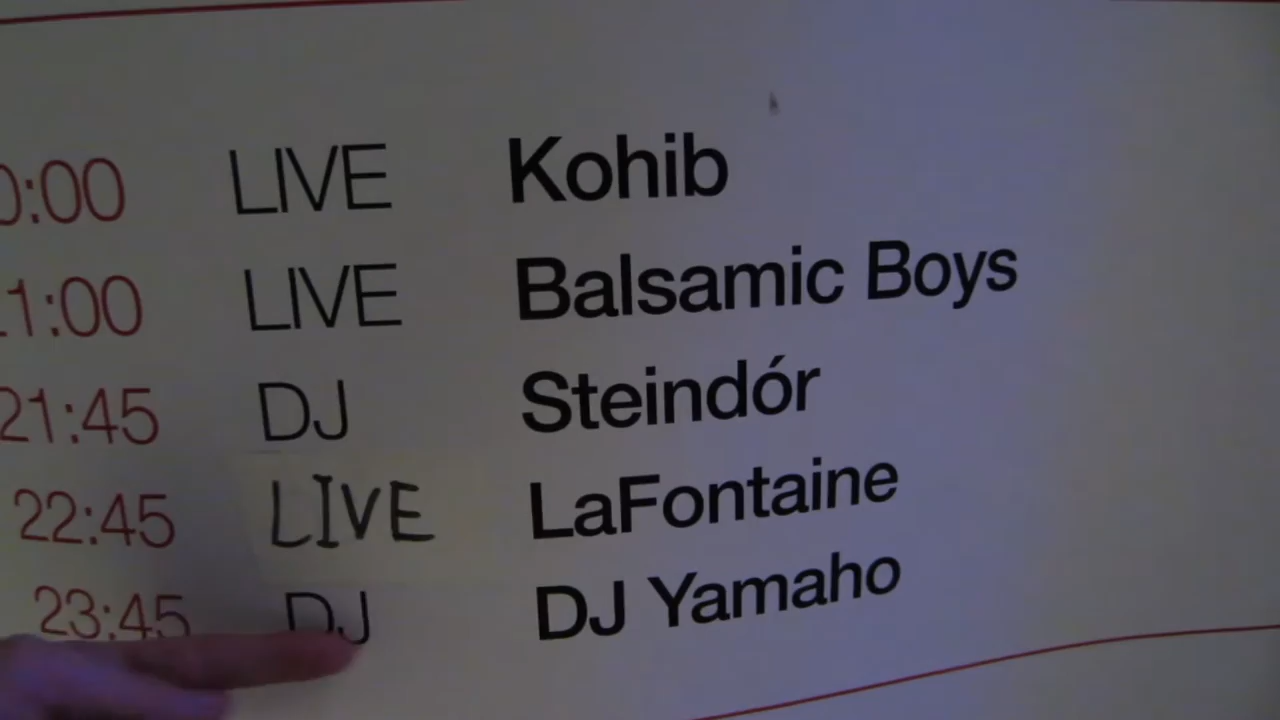 0:00 LIVE Kohib
1:00 LIVE Balsamic Boys
21:45 DJ Steindór
22:45 LIVE LaFontaine
23:45 DJ DJ Yamaho